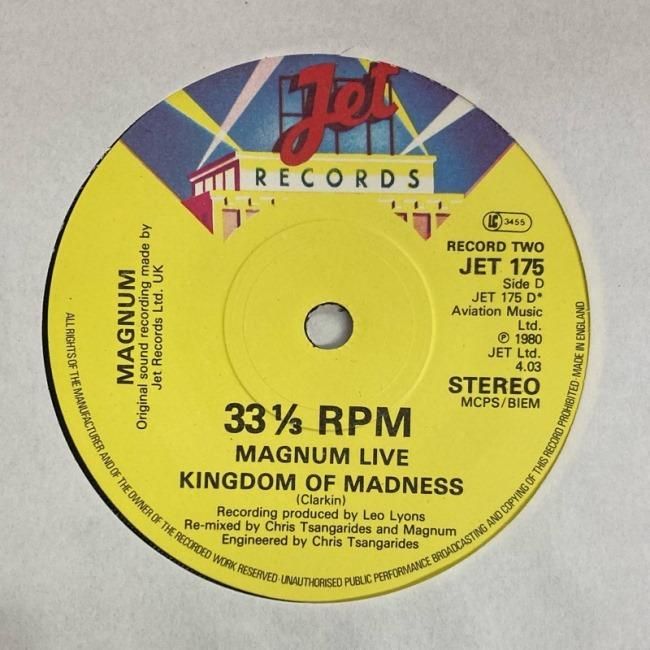 Jet
RECORDS
LC 3455
RECORD TWO
JET 175
Side D
JET 175 D*
Aviation Music
Ltd.
℗ 1980
JET Ltd.
4.03
STEREO
MCPS/BIEM
MAGNUM
Original sound recording made by
Jet Records Ltd. UK
33⅓ RPM
MAGNUM LIVE
KINGDOM OF MADNESS
(Clarkin)
Recording produced by Leo Lyons
Re-mixed by Chris Tsangarides and Magnum
Engineered by Chris Tsangarides
ALL RIGHTS OF THE MANUFACTURER AND OF THE OWNER OF THE RECORDED WORK RESERVED · UNAUTHORISED PUBLIC PERFORMANCE BROADCASTING AND COPYING OF THIS RECORD PROHIBITED · MADE IN ENGLAND